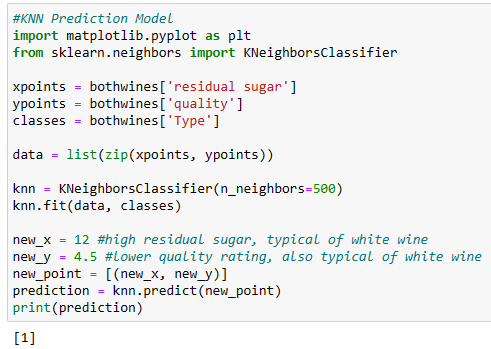 #KNN Prediction Model
import matplotlib.pyplot as plt
from sklearn.neighbors import KNeighborsClassifier
xpoints = bothwines['residual sugar']
ypoints = bothwines['quality']
classes = bothwines['Type']
data = list(zip(xpoints, ypoints))
knn = KNeighborsClassifier(n_neighbors=500)
knn.fit(data, classes)
new_x = 12 #high residual sugar, typical of white wine
new_y = 4.5 #lower quality rating, also typical of white wine
new_point = [(new_x, new_y)]
prediction = knn.predict(new_point)
print(prediction)
[1]